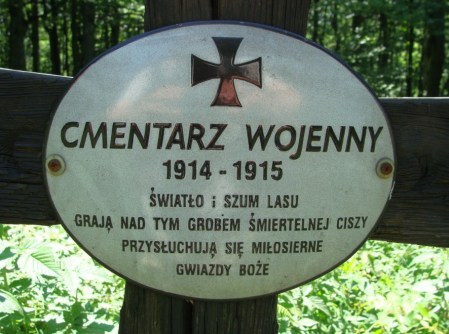 CMENTARZ WOJENNY
1914 - 1915
ŚWIATŁO i SZUM LASU
GRAJĄ NAD TYM GROBEM ŚMIERTELNEJ CISZY
PRZYSŁUCHUJĄ SIĘ MIŁOSIERNE
GWIAZDY BOŻE